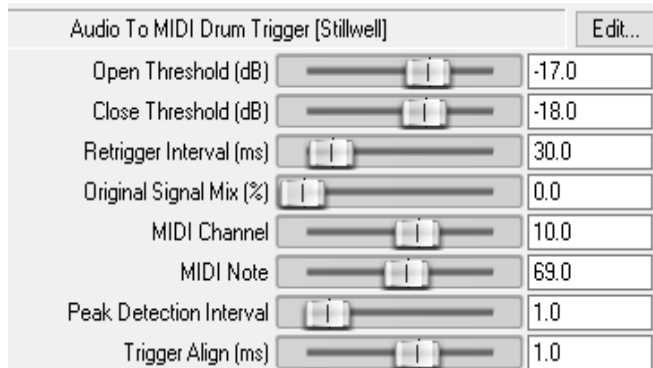 Audio To MIDI Drum Trigger [Stillwell] Edit...
Open Threshold (dB) -17.0
Close Threshold (dB) -18.0
Retrigger Interval (ms) 30.0
Original Signal Mix (%) 0.0
MIDI Channel 10.0
MIDI Note 69.0
Peak Detection Interval 1.0
Trigger Align (ms) 1.0